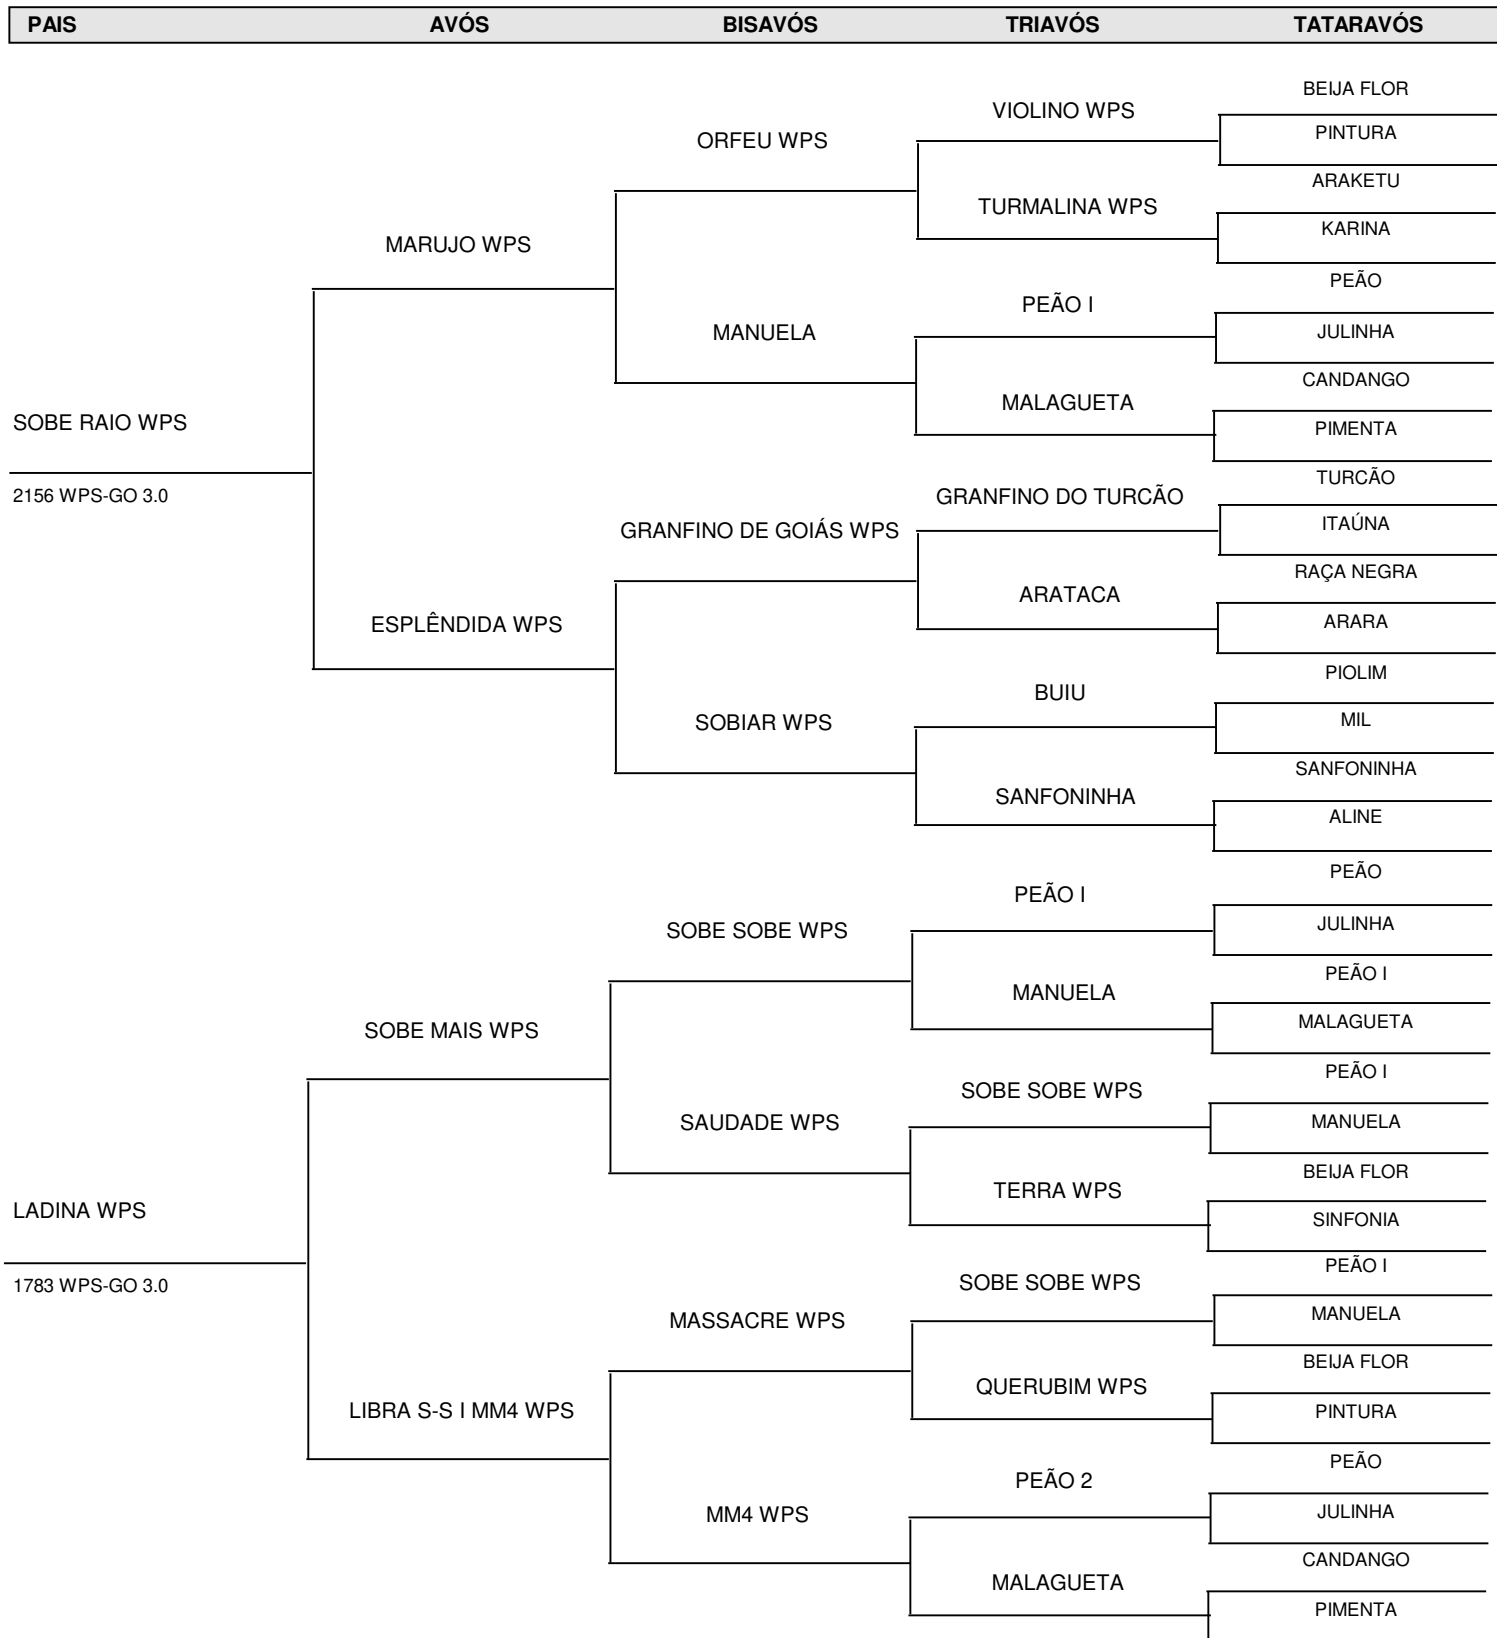 PAIS AVÓS BISAVÓS TRIAVÓS TATARAVÓS
BEIJA FLOR
VIOLINO WPS
PINTURA
ORFEU WPS
ARAKETU
TURMALINA WPS
KARINA
MARUJO WPS
PEÃO
PEÃO I
JULINHA
MANUELA
CANDANGO
MALAGUETA
PIMENTA
SOBE RAIO WPS
2156 WPS-GO 3.0
TURCÃO
GRANFINO DO TURCÃO
ITAÚNA
GRANFINO DE GOIÁS WPS
RAÇA NEGRA
ARATACA
ARARA
ESPLÊNDIDA WPS
PIOLIM
BUIU
MIL
SOBIAR WPS
SANFONINHA
SANFONINHA
ALINE
PEÃO
PEÃO I
JULINHA
SOBE SOBE WPS
PEÃO I
MANUELA
MALAGUETA
SOBE MAIS WPS
PEÃO I
SOBE SOBE WPS
MANUELA
SAUDADE WPS
BEIJA FLOR
TERRA WPS
SINFONIA
LADINA WPS
1783 WPS-GO 3.0
PEÃO I
SOBE SOBE WPS
MANUELA
MASSACRE WPS
BEIJA FLOR
QUERUBIM WPS
PINTURA
LIBRA S-S I MM4 WPS
PEÃO
PEÃO 2
JULINHA
MM4 WPS
CANDANGO
MALAGUETA
PIMENTA